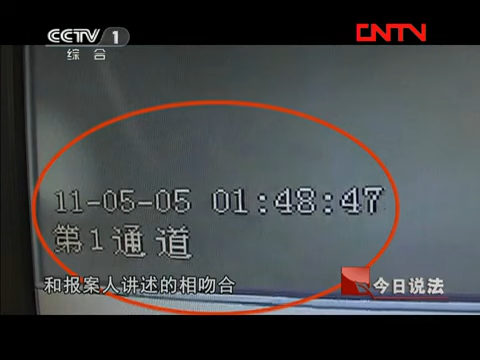 CCTV 1
综合
CNTV
11-05-05 01:48:47
第1通道
和报案人讲述的相吻合
今日说法